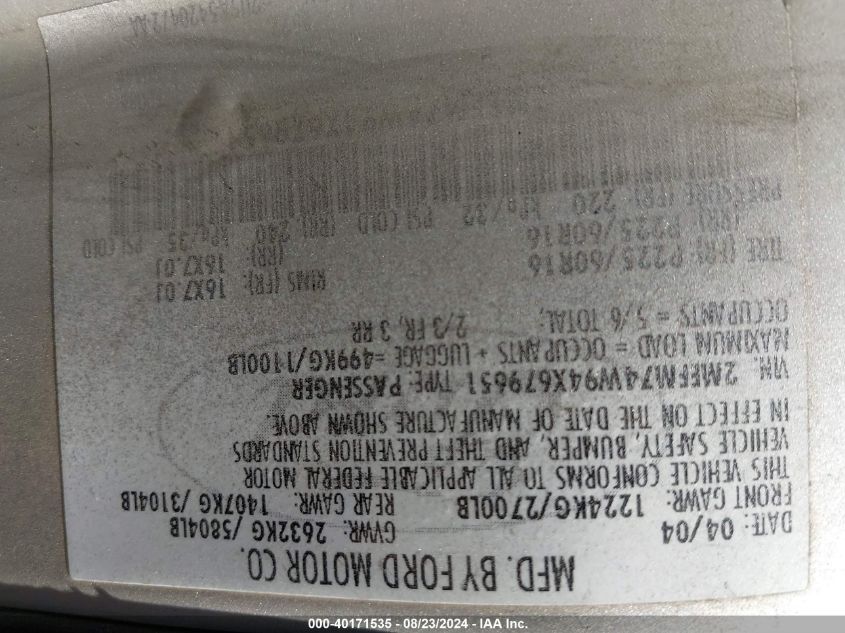 MFD. BY FORD MOTOR CO.
DATE: 04/04 GVWR: 2632KG /5804LB
FRONT GAWR: 1224KG/2700LB REAR GAWR: 1407KG /3104LB
THIS VEHICLE CONFORMS TO ALL APPLICABLE FEDERAL MOTOR
VEHICLE SAFETY, BUMPER, AND THEFT PREVENTION STANDARDS
IN EFFECT ON THE DATE OF MANUFACTURE SHOWN ABOVE.
VIN: 2MEFM74W94X679651 TYPE: PASSENGER
MAXIMUM LOAD = OCCUPANTS + LUGGAGE =499KG/1100LB
OCCUPANTS = 5/6 TOTAL, 2/3 FR, 3 RR
TIRE (FR): P225/60R16 RIMS (FR): 16X7.0J
(RR): P225/60R16 (RR): 16X7.0J
PRESSURE (FR): 220 kPa/32 PSI COLD (RR) 240 kPa/35 PSI COLD
000-40171535 - 08/23/2024 - IAA Inc.